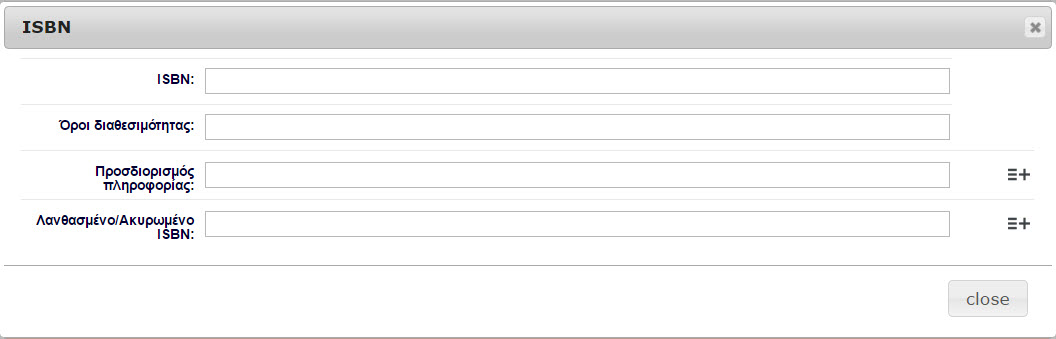 ISBN
ISBN:
Όροι διαθεσιμότητας:
Προσδιορισμός
πληροφορίας:
Λανθασμένο/Ακυρωμένο
ISBN:
close